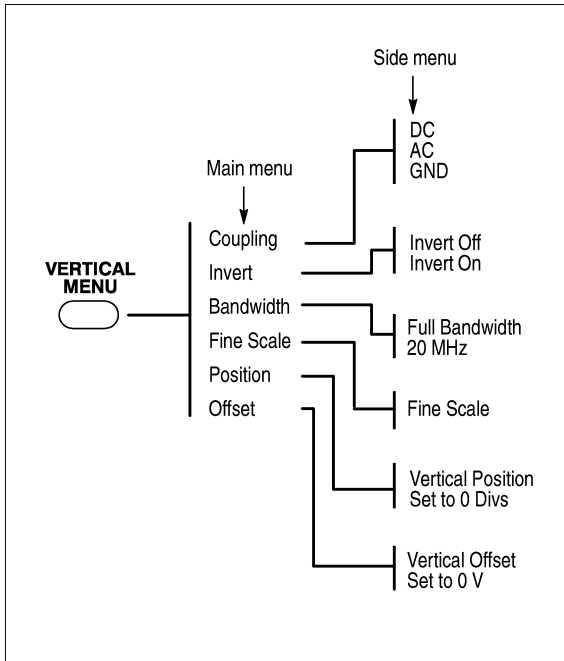 Side menu
DC
AC
GND
Main menu
Coupling
Invert
Bandwidth
Fine Scale
Position
Offset
VERTICAL
MENU
Invert Off
Invert On
Full Bandwidth
20 MHz
Fine Scale
Vertical Position
Set to 0 Divs
Vertical Offset
Set to 0 V